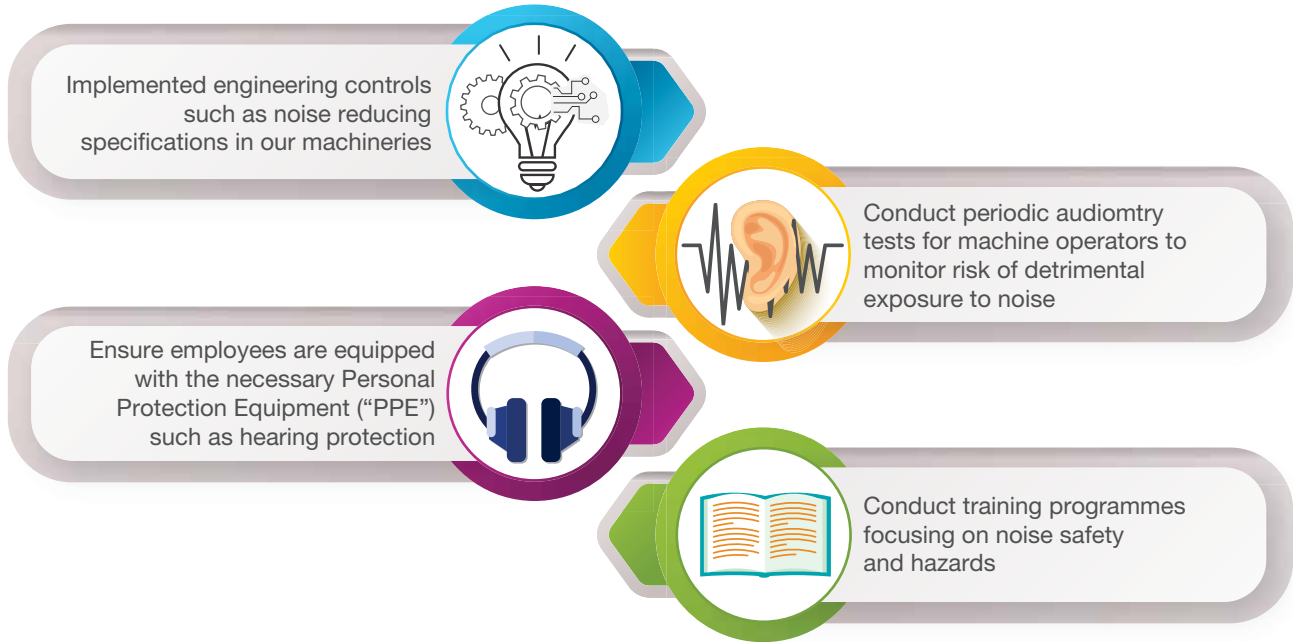 Implemented engineering controls
such as noise reducing
specifications in our machineries
Conduct periodic audiomtry
tests for machine operators to
monitor risk of detrimental
exposure to noise
Ensure employees are equipped
with the necessary Personal
Protection Equipment (“PPE”)
such as hearing protection
Conduct training programmes
focusing on noise safety
and hazards